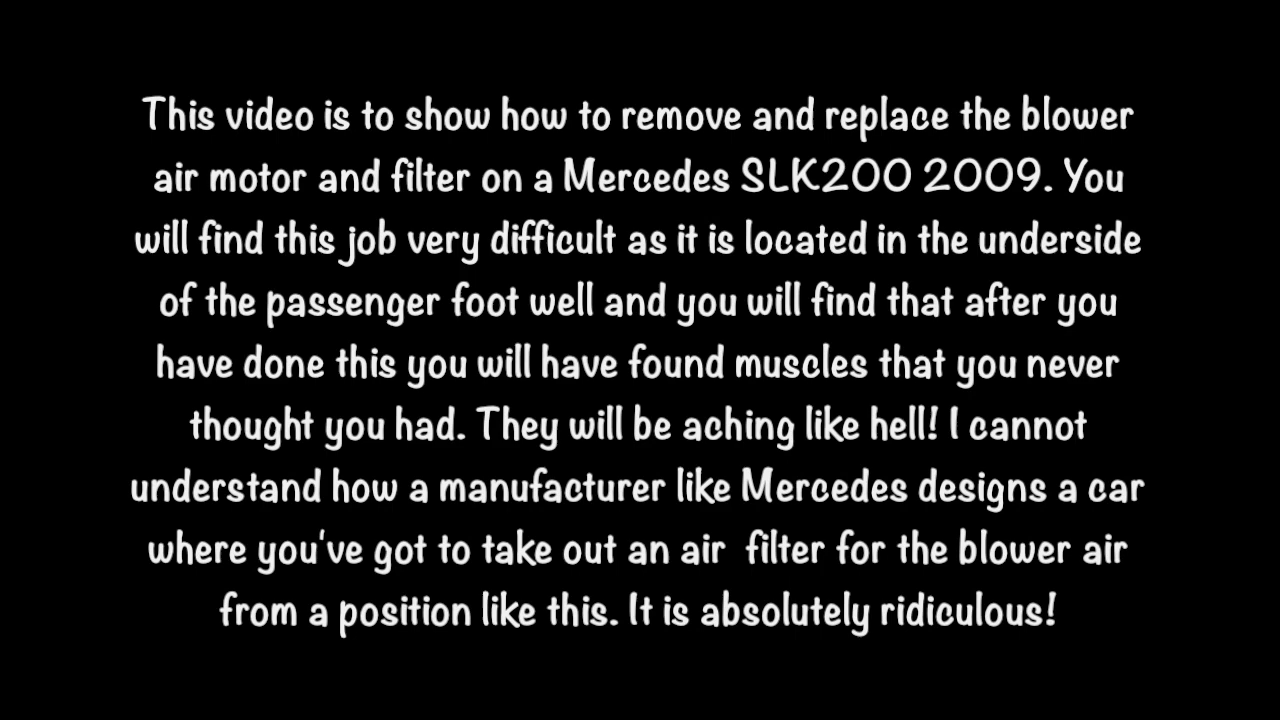 This video is to show how to remove and replace the blower
air motor and filter on a Mercedes SLK200 2009. You
will find this job very difficult as it is located in the underside
of the passenger foot well and you will find that after you
have done this you will have found muscles that you never
thought you had. They will be aching like hell! I cannot
understand how a manufacturer like Mercedes designs a car
where you've got to take out an air  filter for the blower air
from a position like this. It is absolutely ridiculous!